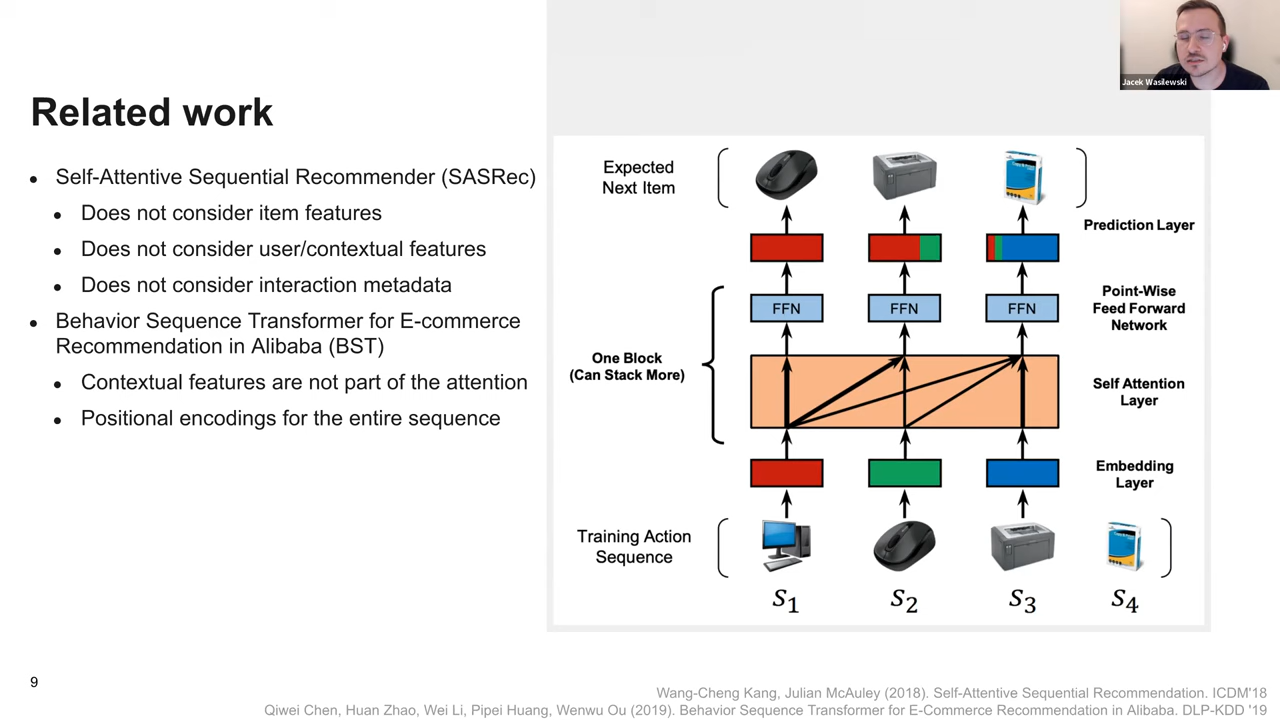 Jacek Wasilewski
Related work
Self-Attentive Sequential Recommender (SASRec)
Does not consider item features
Does not consider user/contextual features
Does not consider interaction metadata
Behavior Sequence Transformer for E-commerce
Recommendation in Alibaba (BST)
Contextual features are not part of the attention
Positional encodings for the entire sequence
Expected
Next Item
Prediction Layer
FFN
FFN
FFN
Point-Wise
Feed Forward
Network
One Block
(Can Stack More)
Self Attention
Layer
Embedding
Layer
Training Action
Sequence
S1
S2
S3
S4
9
Wang-Cheng Kang, Julian McAuley (2018). Self-Attentive Sequential Recommendation. ICDM'18
Qiwei Chen, Huan Zhao, Wei Li, Pipei Huang, Wenwu Ou (2019). Behavior Sequence Transformer for E-Commerce Recommendation in Alibaba. DLP-KDD '19